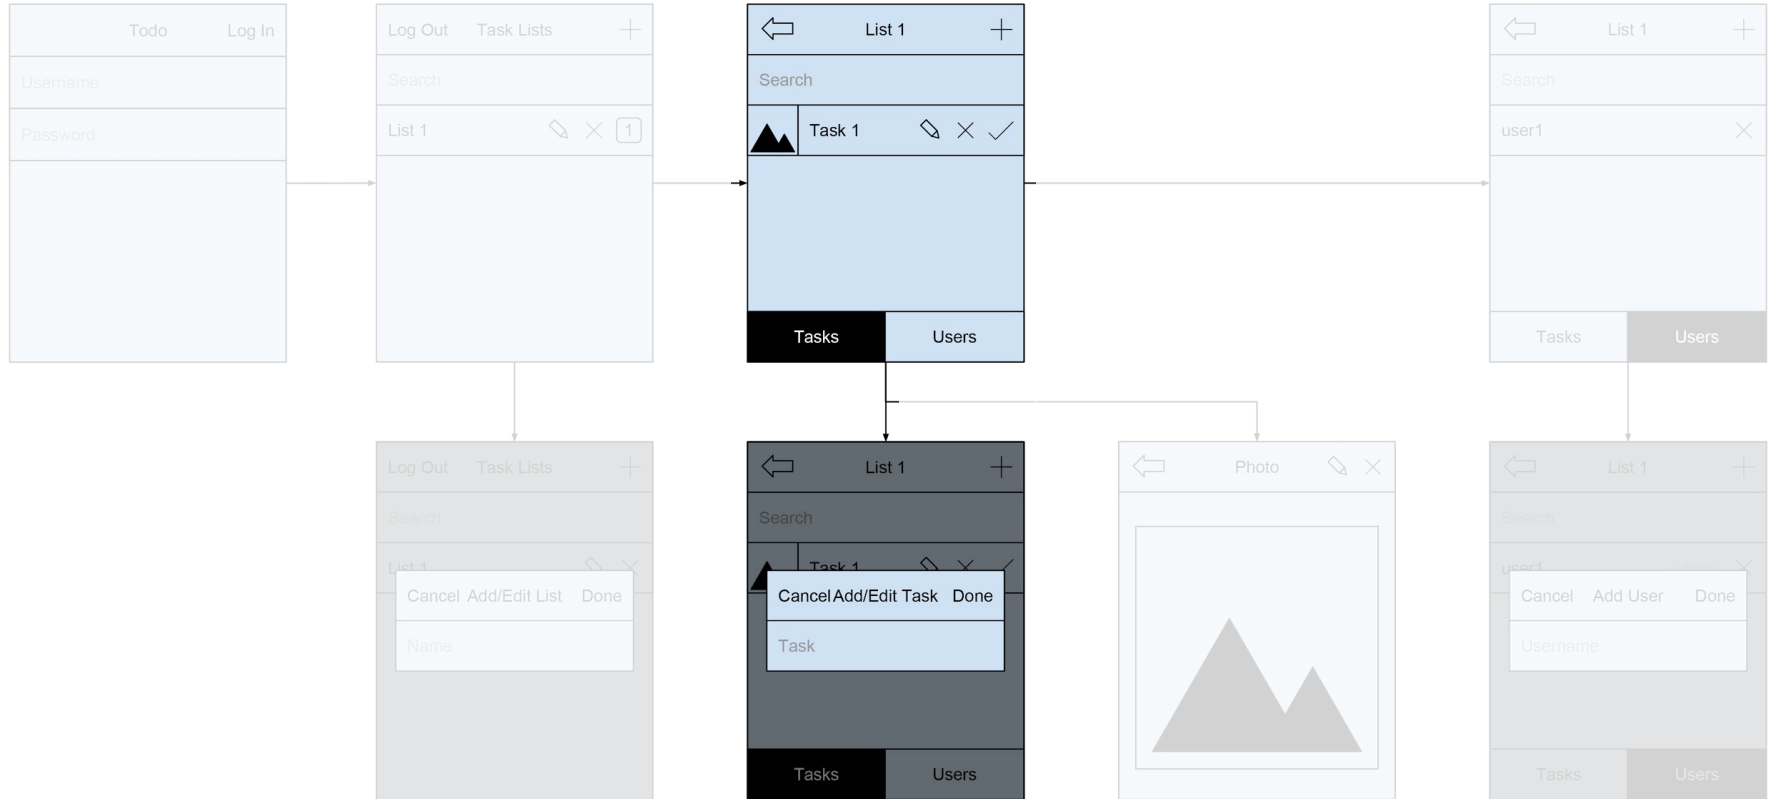 Todo Log In
Username
Password
Log Out Task Lists
Search
List 1 1
List 1
Search
Task 1
Tasks Users
List 1
Search
user1
Tasks Users
Log Out Task Lists
Search
List 1
Cancel Add/Edit List Done
Name
List 1
Search
Task 1
Cancel Add/Edit Task Done
Task
Tasks Users
Photo
List 1
Search
user1
Cancel Add User Done
Username
Tasks Users